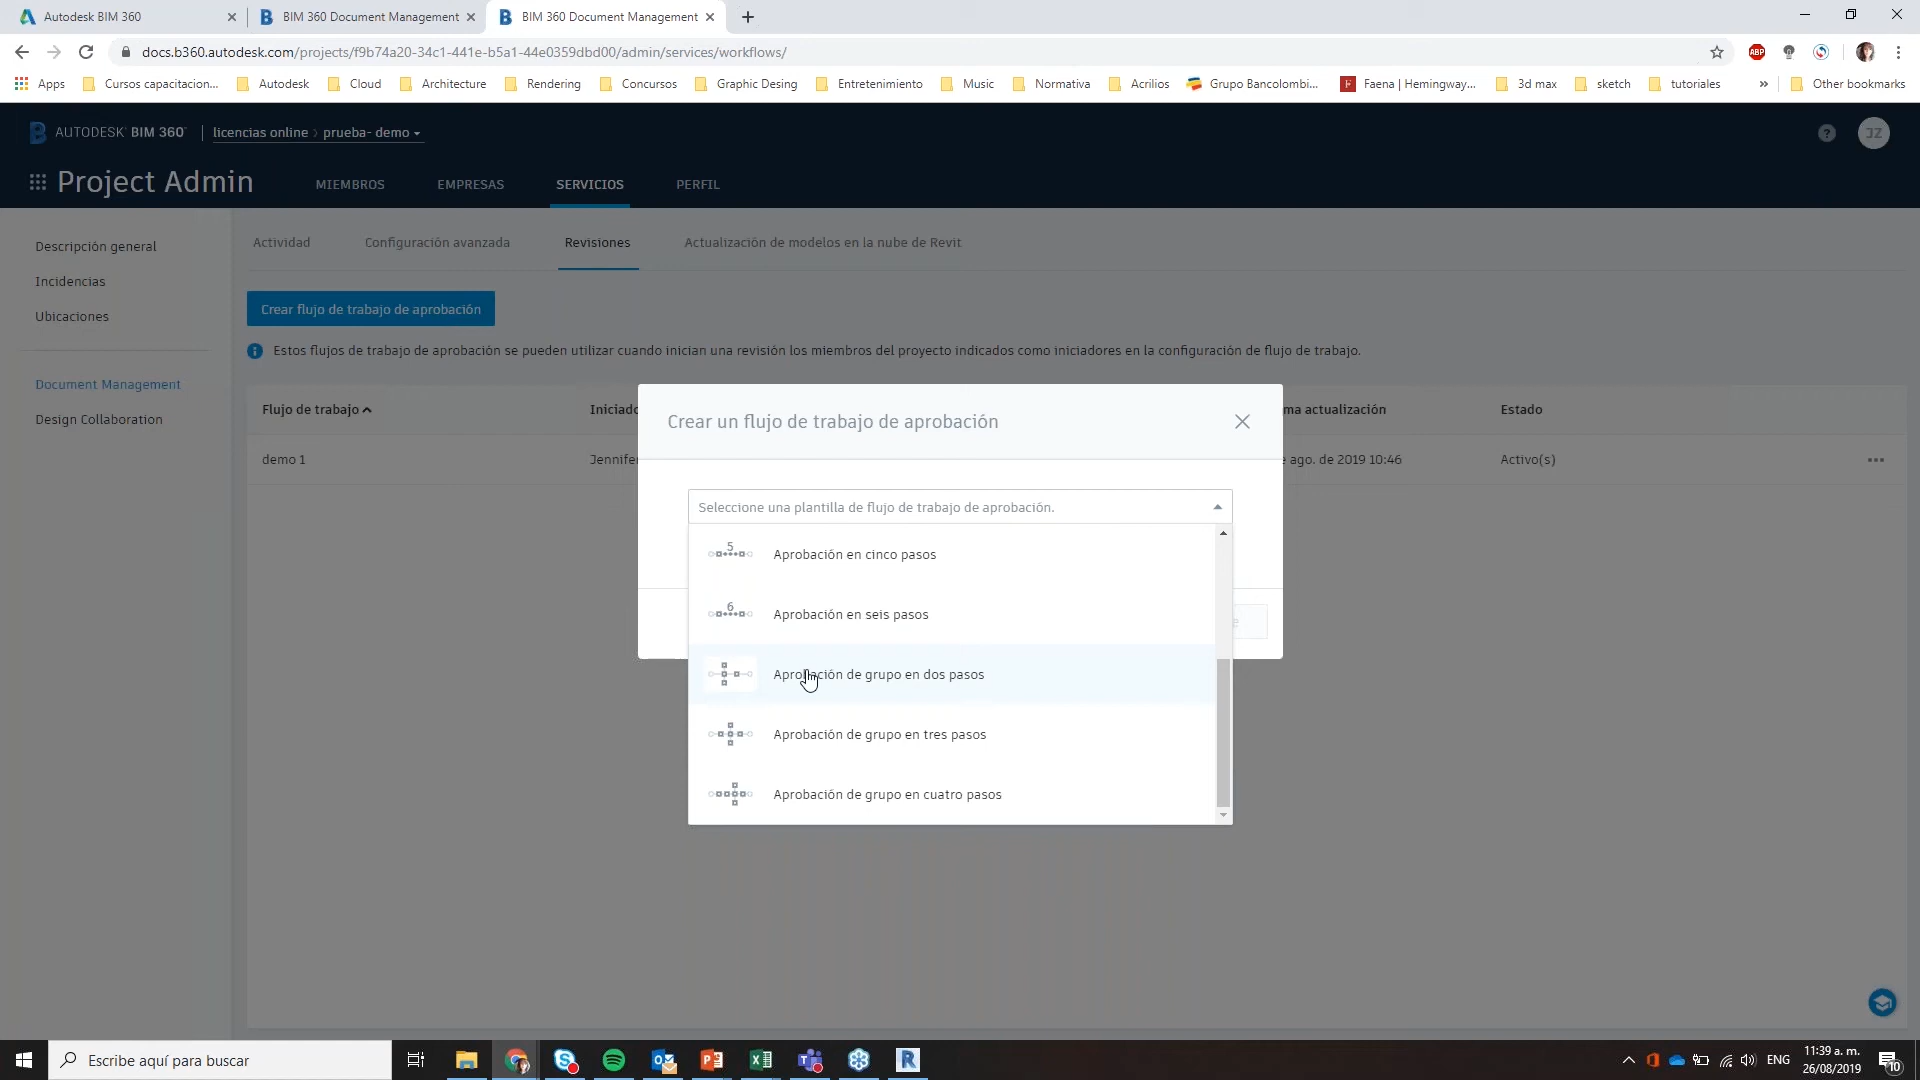 Autodesk BIM 360
BIM 360 Document Management
BIM 360 Document Management
docs.b360.autodesk.com/projects/f9b74a20-34c1-441e-b5a1-44e0359dbd00/admin/services/workflows/
ABP
Apps Cursos capacitacion... Autodesk Cloud Architecture Rendering Concursos Graphic Desing Entretenimiento Music Normativa Acrilios Grupo Bancolombi... F Faena | Hemingway... 3d max sketch tutoriales » Other bookmarks
AUTODESK® BIM 360™ licencias online › prueba- demo
? JZ
Project Admin MIEMBROS EMPRESAS SERVICIOS PERFIL
Descripción general
Incidencias
Ubicaciones
Document Management
Design Collaboration
Actividad Configuración avanzada Revisiones Actualización de modelos en la nube de Revit
Crear flujo de trabajo de aprobación
Estos flujos de trabajo de aprobación se pueden utilizar cuando inician una revisión los miembros del proyecto indicados como iniciadores en la configuración de flujo de trabajo.
Flujo de trabajo Iniciado ma actualización Estado
demo 1 Jennifer ago. de 2019 10:46 Activo(s)
Crear un flujo de trabajo de aprobación
Seleccione una plantilla de flujo de trabajo de aprobación.
5 Aprobación en cinco pasos
6 Aprobación en seis pasos
Aprobación de grupo en dos pasos
Aprobación de grupo en tres pasos
Aprobación de grupo en cuatro pasos
Escribe aquí para buscar
ENG
11:39 a. m.
26/08/2019
10